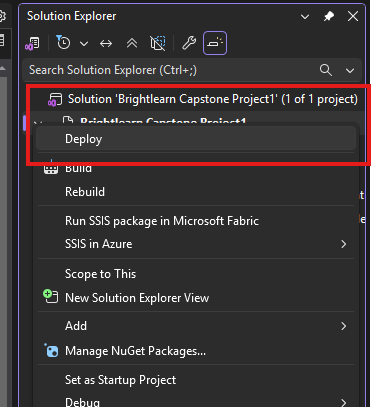 Solution Explorer
Search Solution Explorer (Ctrl+;)
Solution 'Brightlearn Capstone Project1' (1 of 1 project)
Brightlearn Capstone Project1
Deploy
Build
Rebuild
Run SSIS package in Microsoft Fabric
SSIS in Azure
Scope to This
New Solution Explorer View
Add
Manage NuGet Packages...
Set as Startup Project
Debug